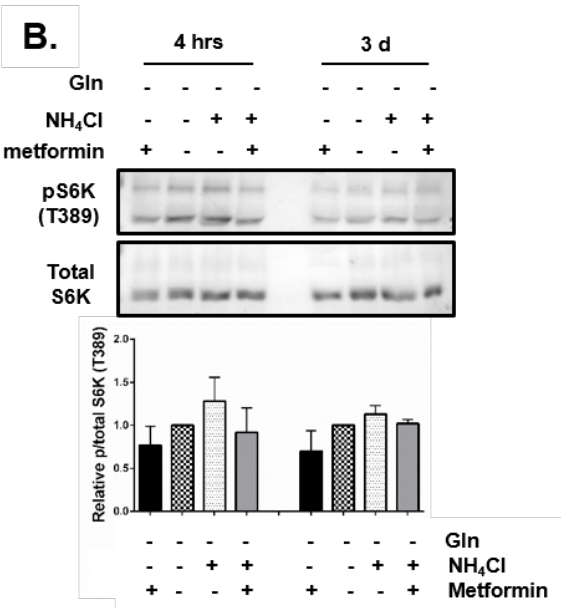 B.
4 hrs 3 d
Gln - - - - - - - -
NH₄Cl - - + + - - + +
metformin + - - + + - - +
pS6K
(T389)
Total
S6K
Relative p/total S6K (T389)
2.0
1.5
1.0
0.5
0.0
- - - - - - - - Gln
- - + + - - + + NH₄Cl
+ - - + + - - + Metformin